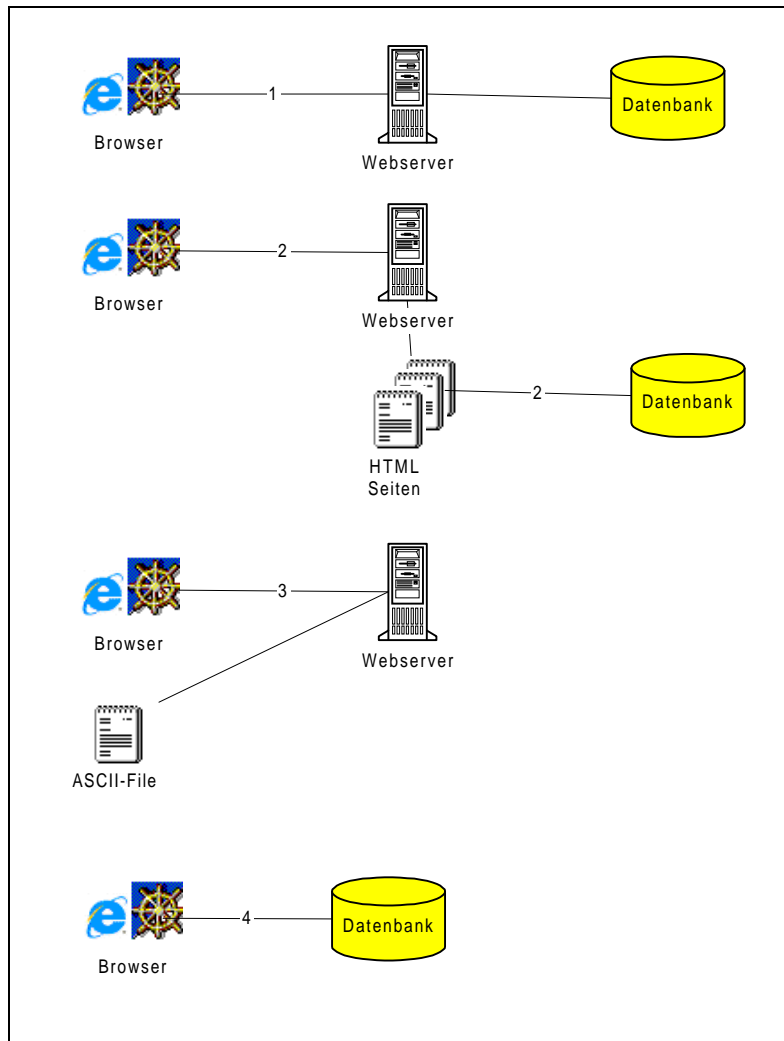 1
Datenbank
Browser
Webserver
2
Browser
Webserver
2
Datenbank
HTML
Seiten
3
Browser
Webserver
ASCII-File
4
Datenbank
Browser